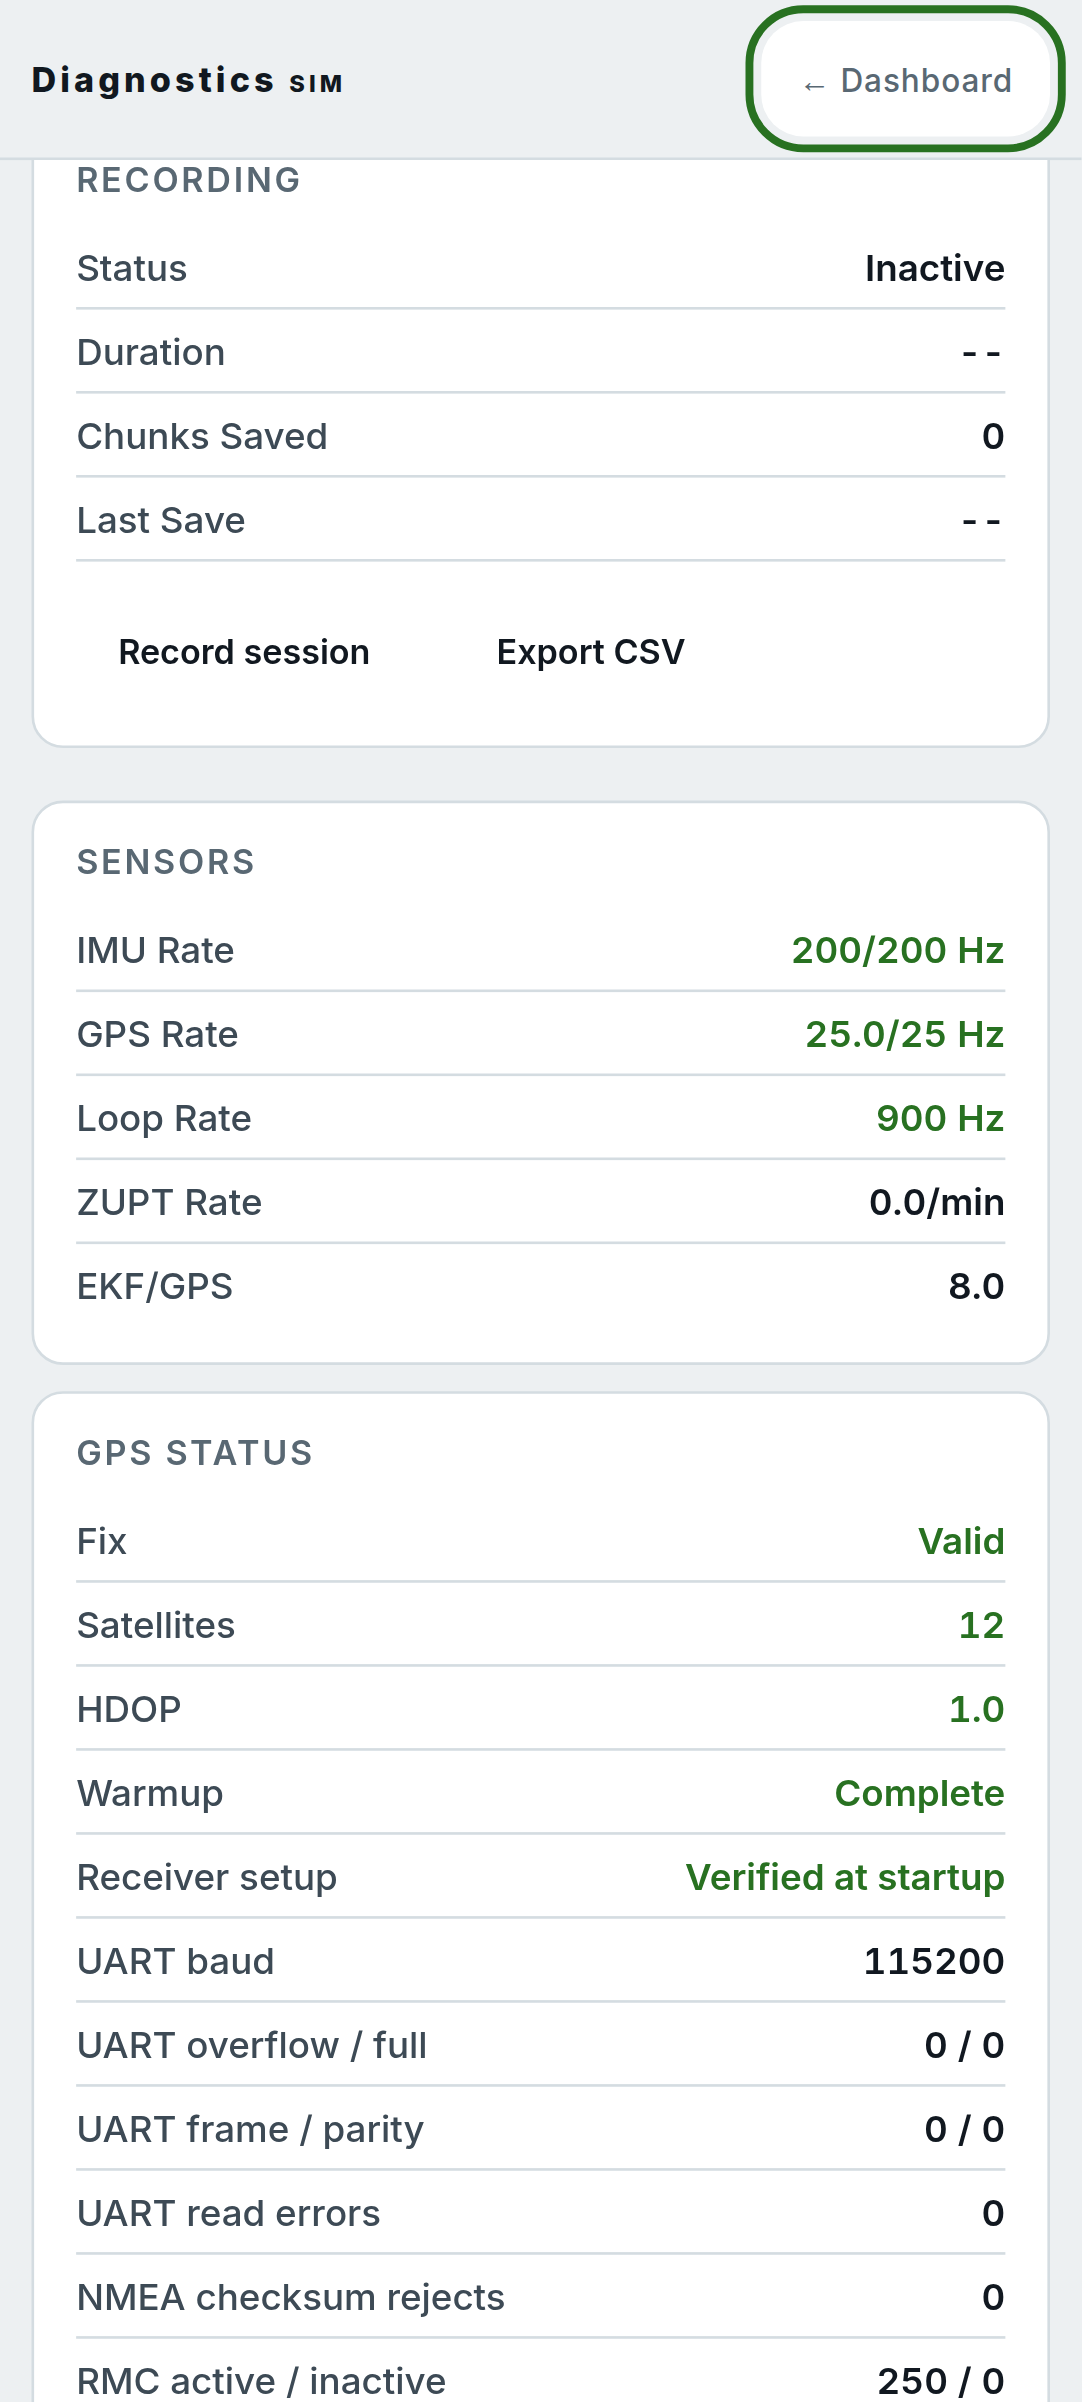 Diagnostics SIM
← Dashboard
RECORDING
Status Inactive
Duration --
Chunks Saved 0
Last Save --
Record session Export CSV
SENSORS
IMU Rate 200/200 Hz
GPS Rate 25.0/25 Hz
Loop Rate 900 Hz
ZUPT Rate 0.0/min
EKF/GPS 8.0
GPS STATUS
Fix Valid
Satellites 12
HDOP 1.0
Warmup Complete
Receiver setup Verified at startup
UART baud 115200
UART overflow / full 0 / 0
UART frame / parity 0 / 0
UART read errors 0
NMEA checksum rejects 0
RMC active / inactive 250 / 0